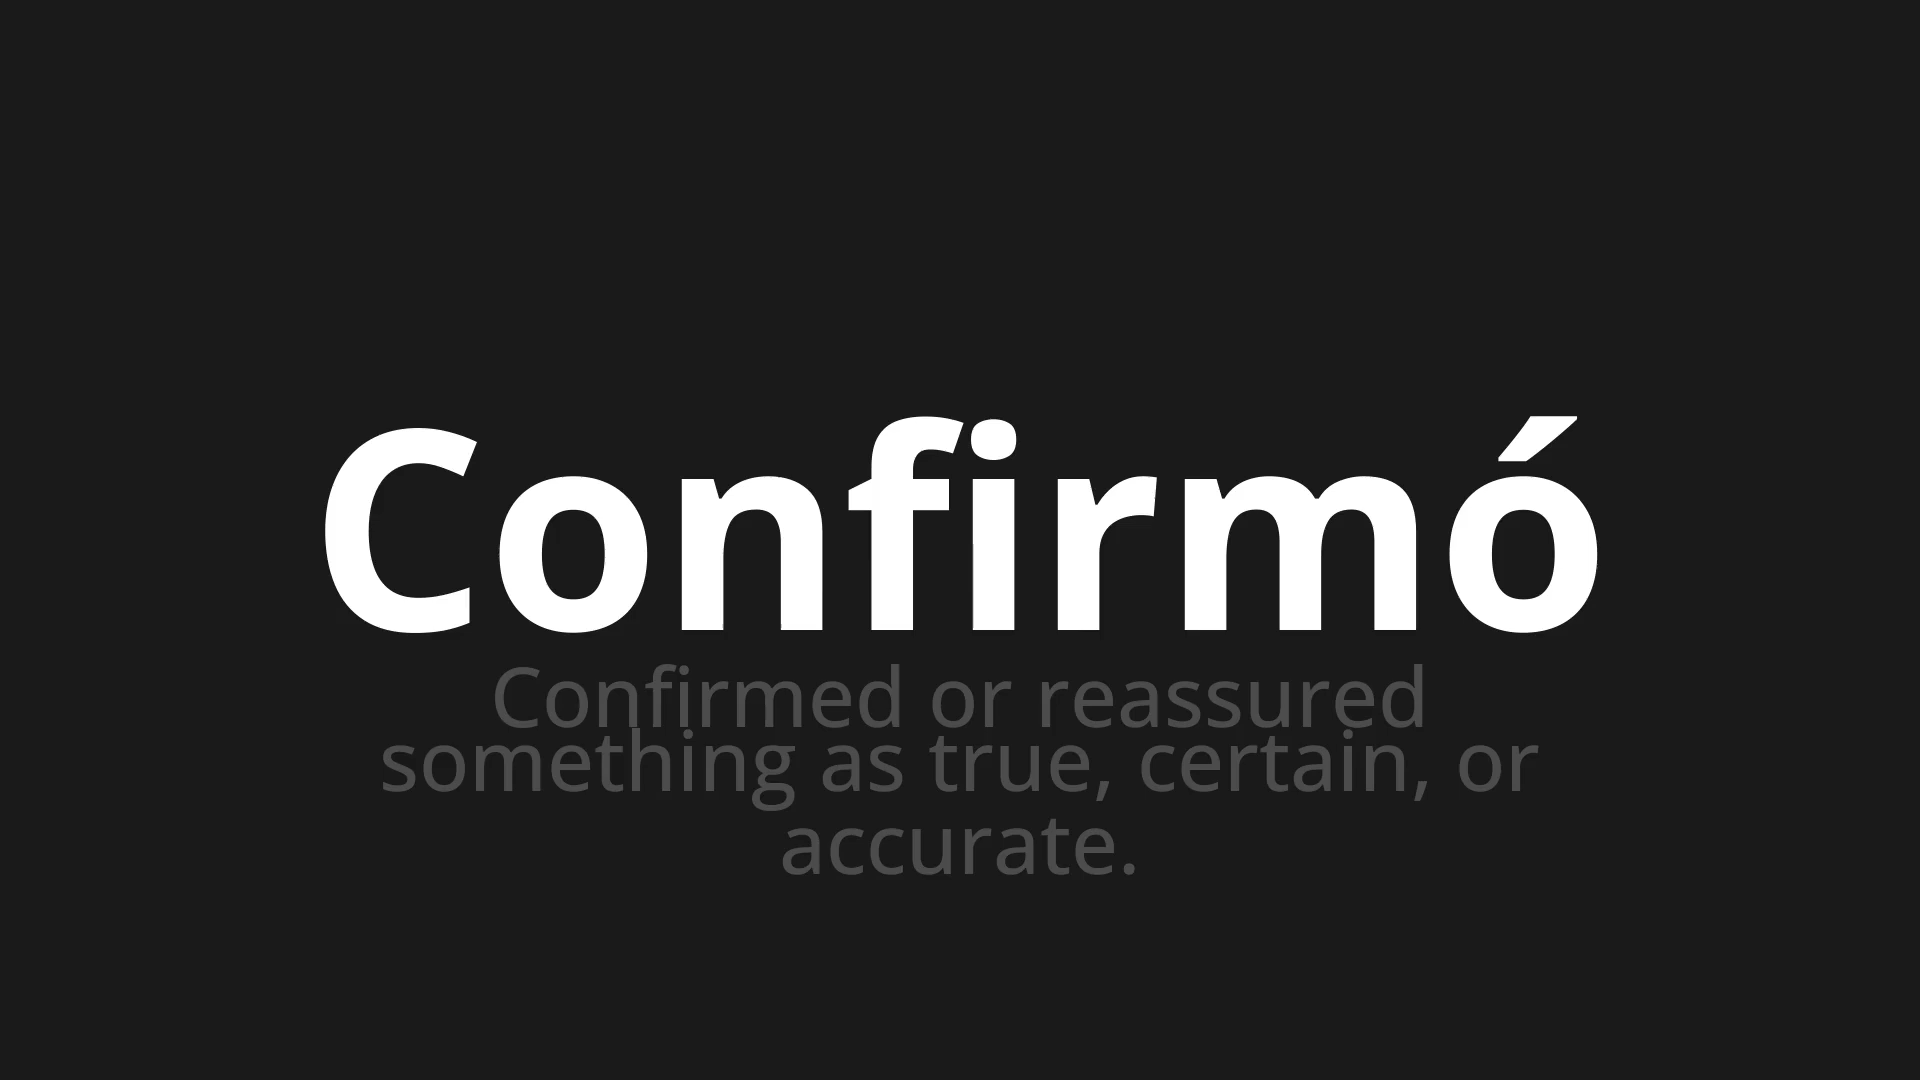 Confirmó
Confirmed or reassured
something as true, certain, or
accurate.